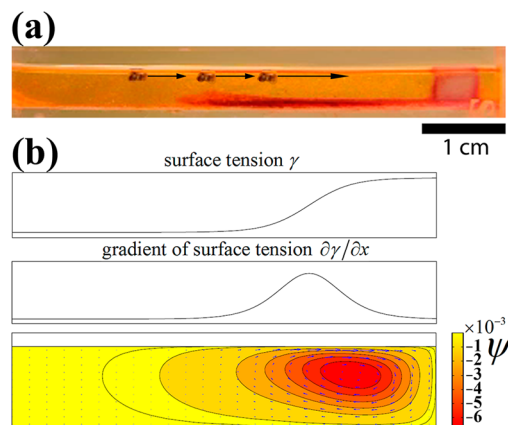 (a)
1 cm
(b)
surface tension γ
gradient of surface tension ∂γ/∂x
×10⁻³
ψ
-1
-2
-3
-4
-5
-6